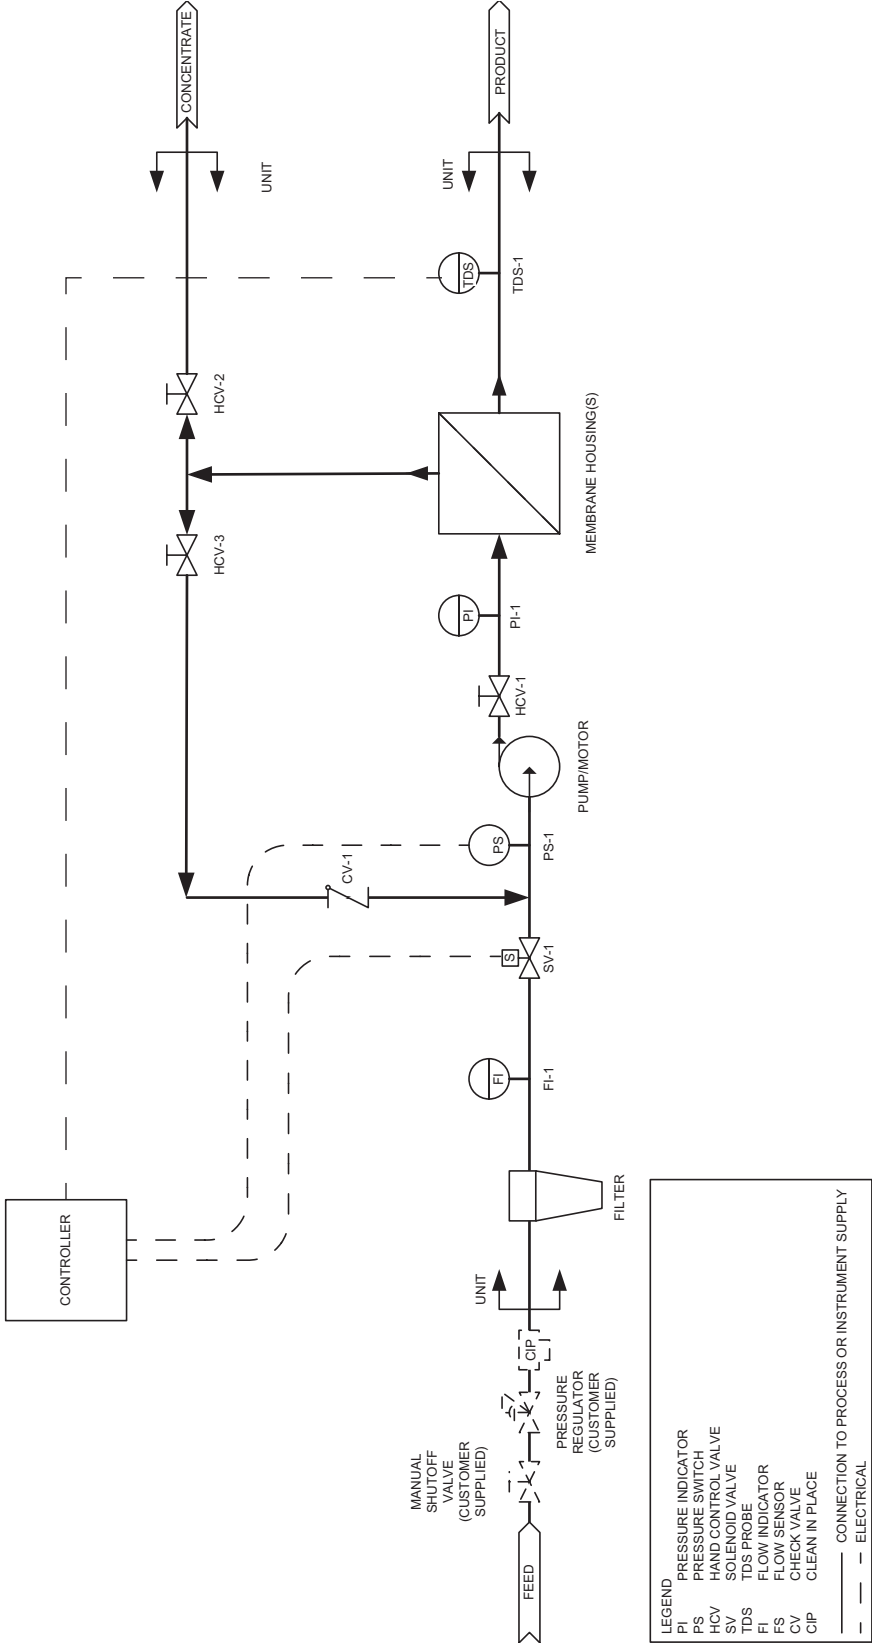 CONCENTRATE
PRODUCT
UNIT
UNIT
TDS
TDS-1
HCV-2
HCV-3
MEMBRANE HOUSING(S)
PI
PI-1
HCV-1
PUMP/MOTOR
PS
PS-1
CV-1
S
SV-1
FI
FI-1
FILTER
CONTROLLER
UNIT
CIP
PRESSURE
REGULATOR
(CUSTOMER
SUPPLIED)
MANUAL
SHUTOFF
VALVE
(CUSTOMER
SUPPLIED)
FEED
LEGEND
PI PRESSURE INDICATOR
PS PRESSURE SWITCH
HCV HAND CONTROL VALVE
SV SOLENOID VALVE
TDS TDS PROBE
FI FLOW INDICATOR
FS FLOW SENSOR
CV CHECK VALVE
CIP CLEAN IN PLACE
CONNECTION TO PROCESS OR INSTRUMENT SUPPLY
ELECTRICAL